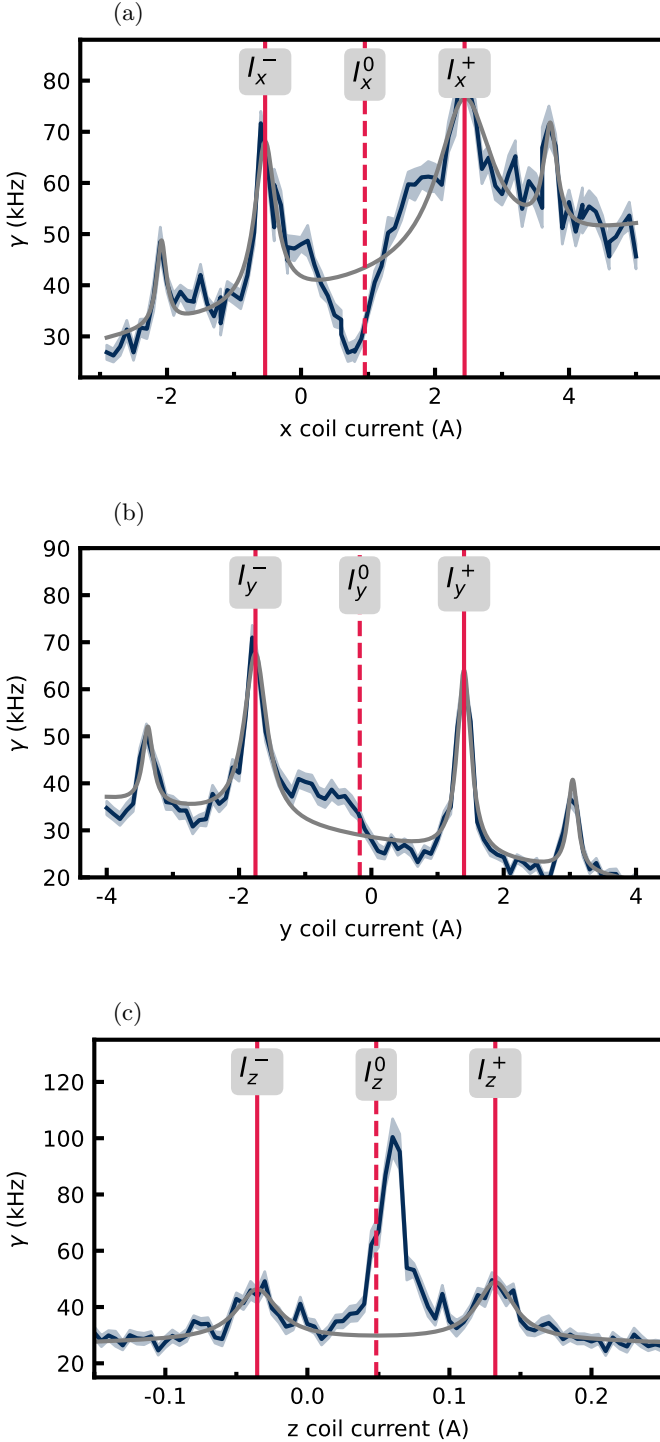 (a)
I_x^- I_x^0 I_x^+
80
70
60
50
40
30
γ (kHz)
-2 0 2 4
x coil current (A)
(b)
90
I_y^- I_y^0 I_y^+
80
70
60
50
40
30
20
γ (kHz)
-4 -2 0 2 4
y coil current (A)
(c)
I_z^- I_z^0 I_z^+
120
100
80
60
40
20
γ (kHz)
-0.1 0.0 0.1 0.2
z coil current (A)